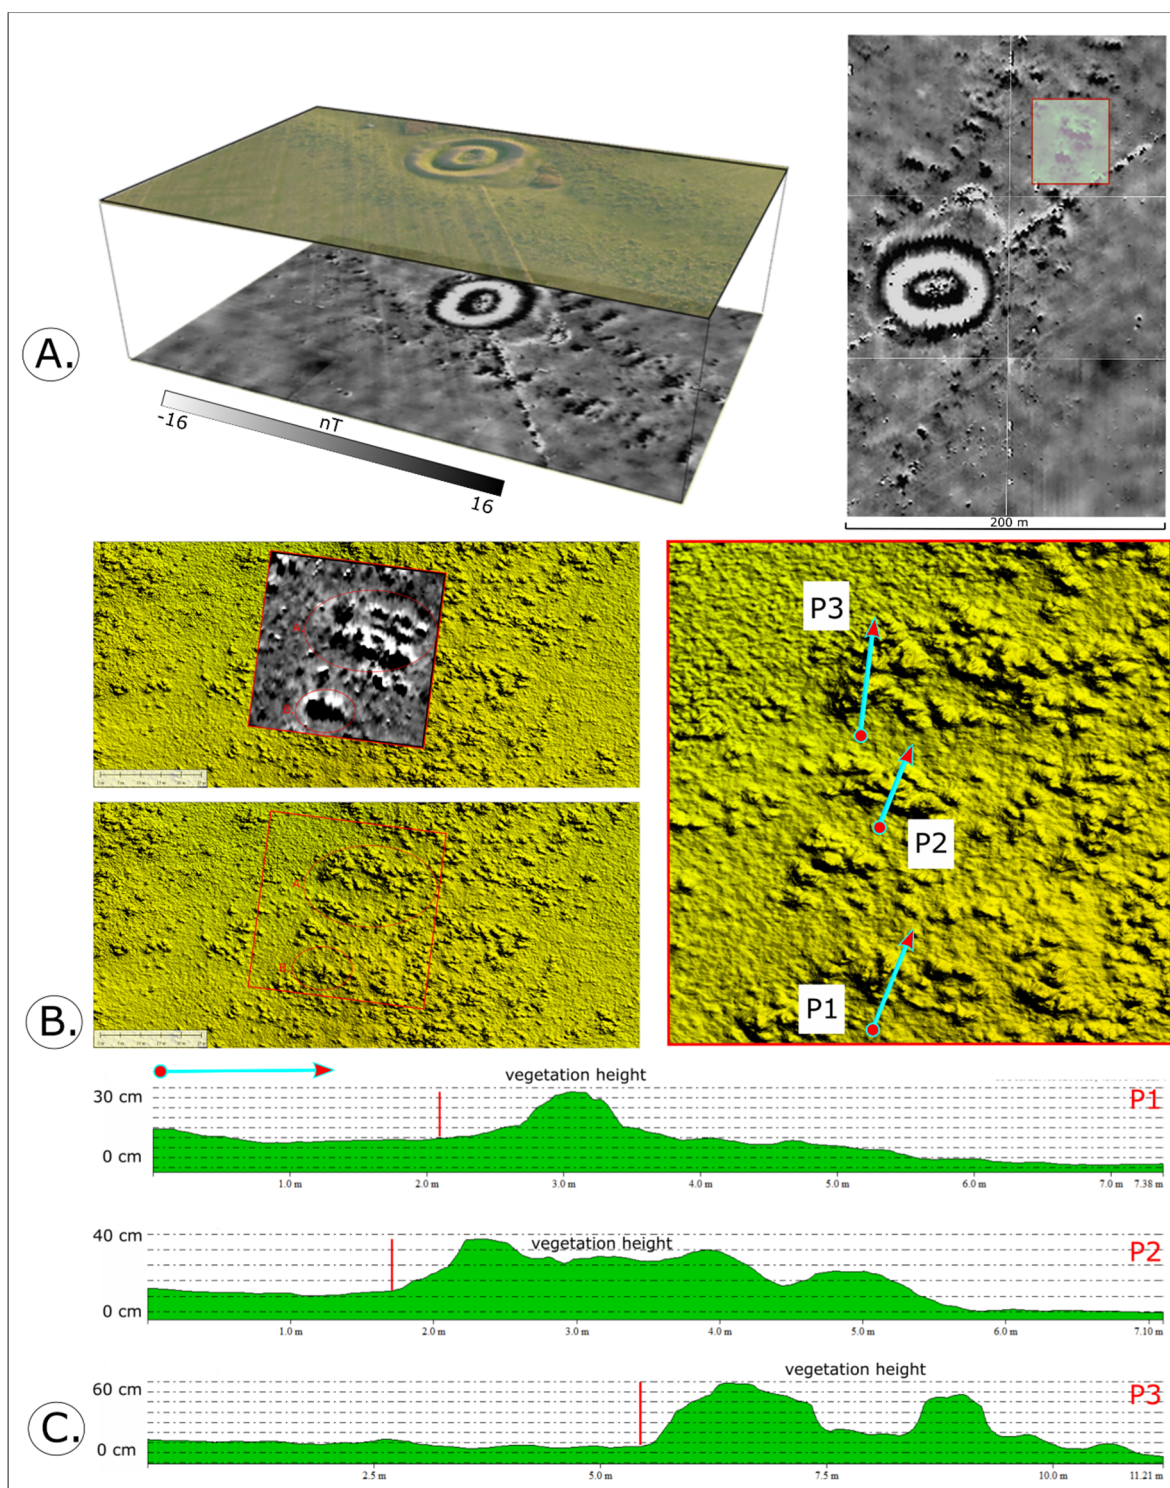 A.
-16
nT
16
200 m
A
B
A
B
B.
P3
P2
P1
vegetation height
30 cm
0 cm
P1
1.0 m 2.0 m 3.0 m 4.0 m 5.0 m 6.0 m 7.0 m 7.38 m
40 cm
0 cm
vegetation height
P2
1.0 m 2.0 m 3.0 m 4.0 m 5.0 m 6.0 m 7.10 m
C.
vegetation height
60 cm
0 cm
P3
2.5 m 5.0 m 7.5 m 10.0 m 11.21 m